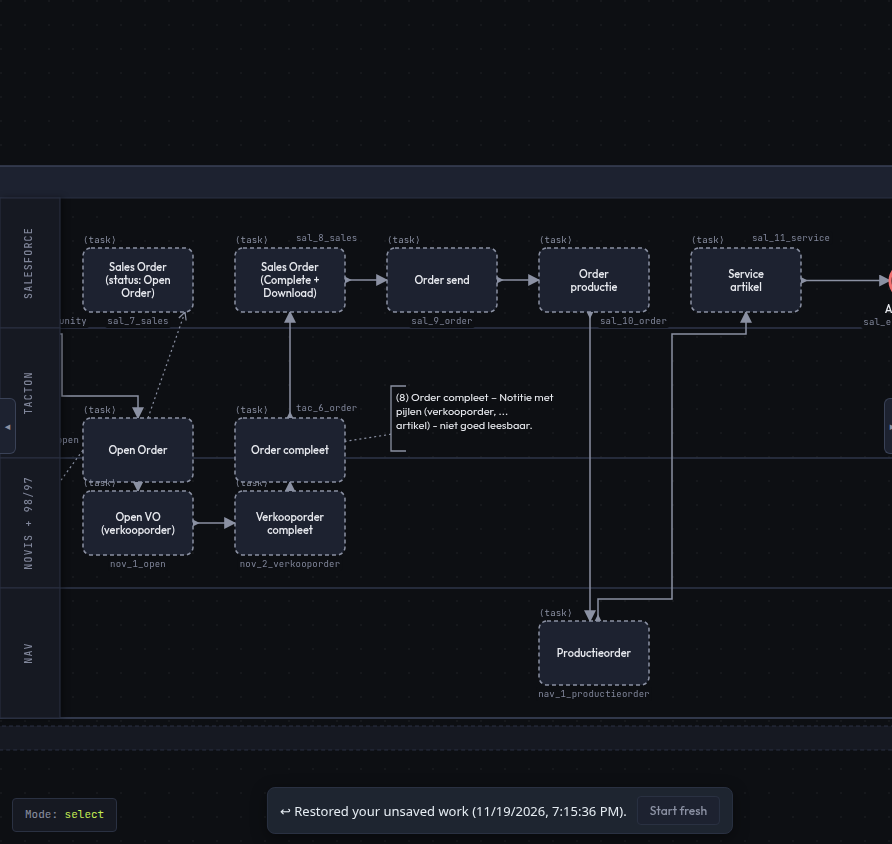 SALESFORCE
(task)
Sales Order
(status: Open
Order)
sal_7_sales
(task)
sal_8_sales
Sales Order
(Complete +
Download)
(task)
Order send
sal_9_order
(task)
Order
productie
sal_10_order
(task)
sal_11_service
Service
artikel
A
sal_e
unity
TACTON
(task)
Open Order
open
(task)
tac_6_order
Order compleet
(8) Order compleet – Notitie met
pijlen (verkooporder, ...
artikel) - niet goed leesbaar.
NOVIS + 98/97
(task)
Open VO
(verkooporder)
nov_1_open
(task)
Verkooporder
compleet
nov_2_verkooporder
NAV
(task)
Productieorder
nav_1_productieorder
Mode: select
↩ Restored your unsaved work (11/19/2026, 7:15:36 PM).
Start fresh